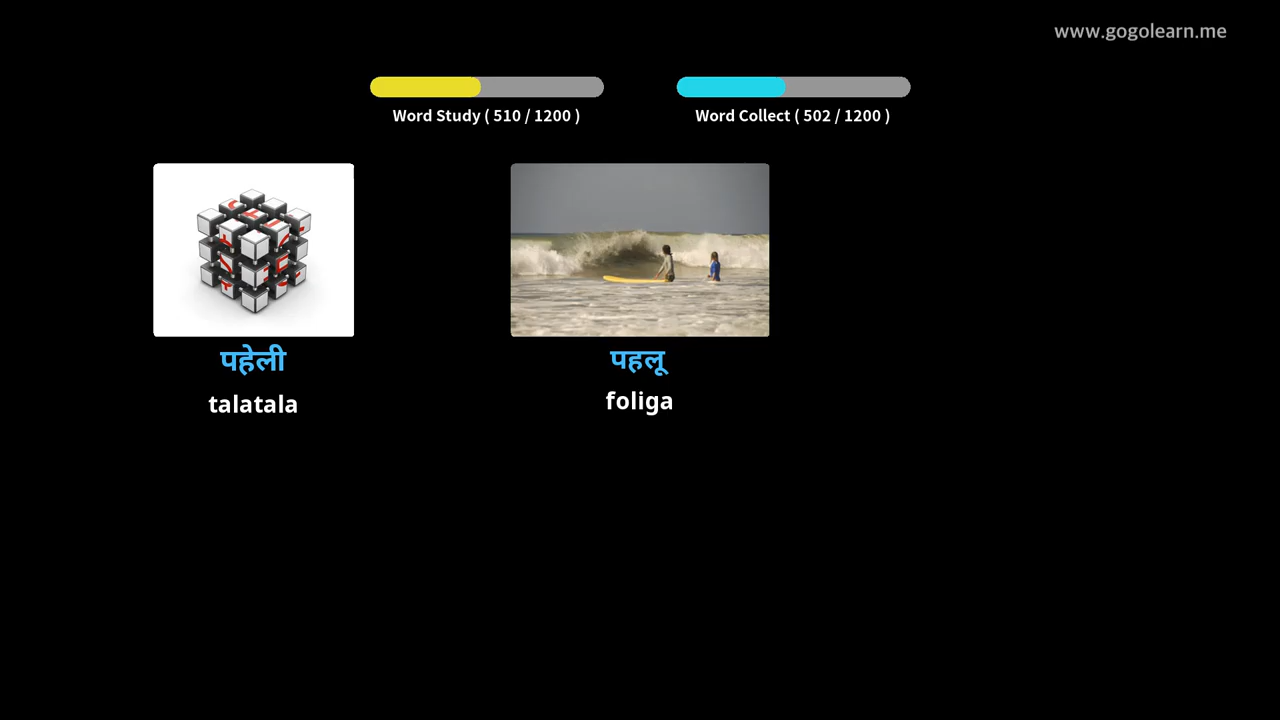 www.gogolearn.me
Word Study ( 510 / 1200 )
Word Collect ( 502 / 1200 )
पहेली
talatala
पहलू
foliga